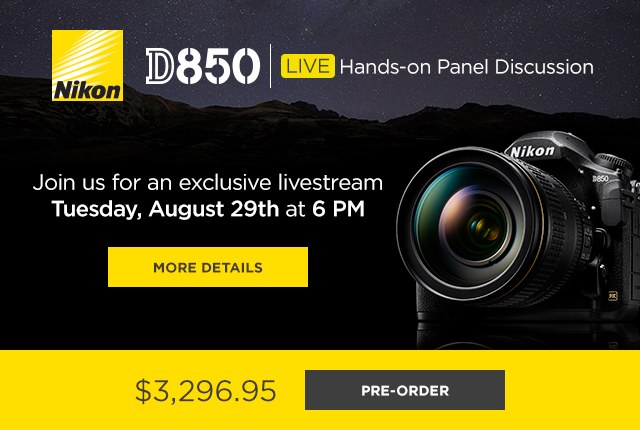 Nikon
D850
LIVE Hands-on Panel Discussion
Nikon
D850
Join us for an exclusive livestream
Tuesday, August 29th at 6 PM
MORE DETAILS
FX
$3,296.95
PRE-ORDER